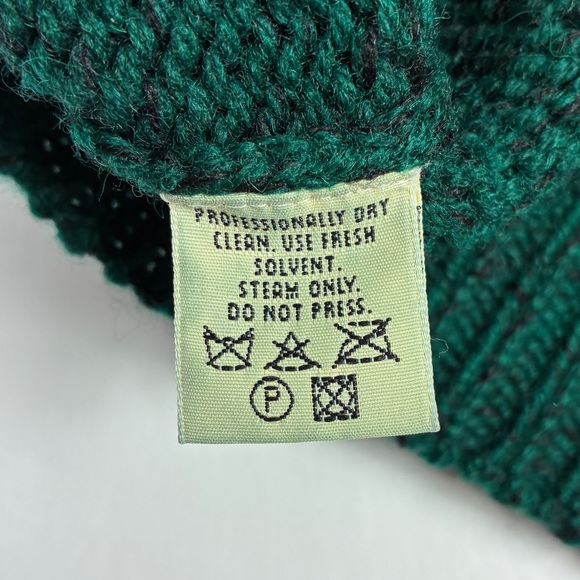 PROFESSIONALLY DRY
CLEAN. USE FRESH
SOLVENT.
STEAM ONLY.
DO NOT PRESS.
P